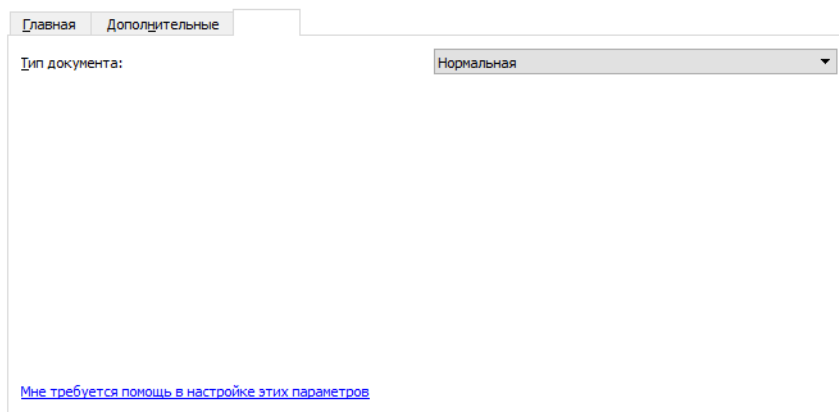 Главная Дополнительные
Тип документа: Нормальная
Мне требуется помощь в настройке этих параметров